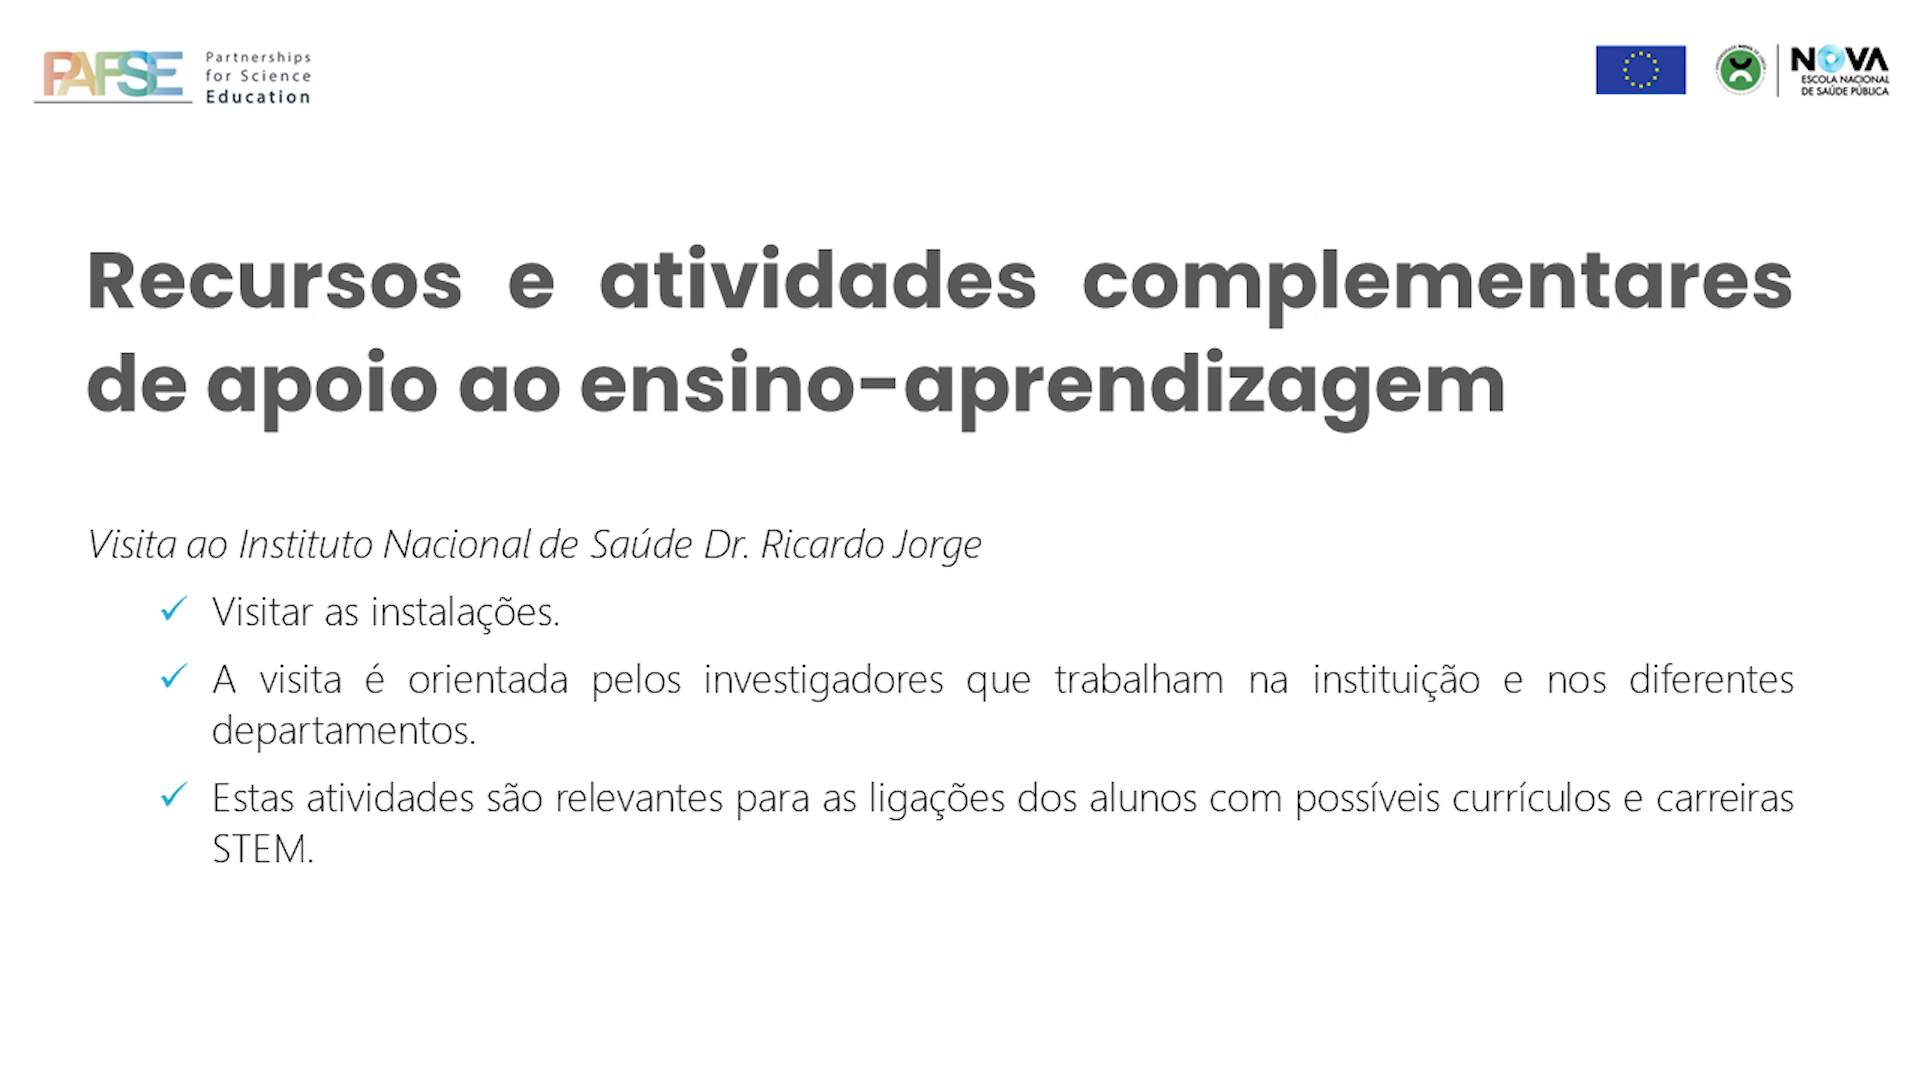 PAFSE
Partnerships
for Science
Education
NOVA
ESCOLA NACIONAL
DE SAÚDE PÚBLICA
Recursos e atividades complementares
de apoio ao ensino-aprendizagem
Visita ao Instituto Nacional de Saúde Dr. Ricardo Jorge
✓ Visitar as instalações.
✓ A visita é orientada pelos investigadores que trabalham na instituição e nos diferentes
departamentos.
✓ Estas atividades são relevantes para as ligações dos alunos com possíveis currículos e carreiras
STEM.